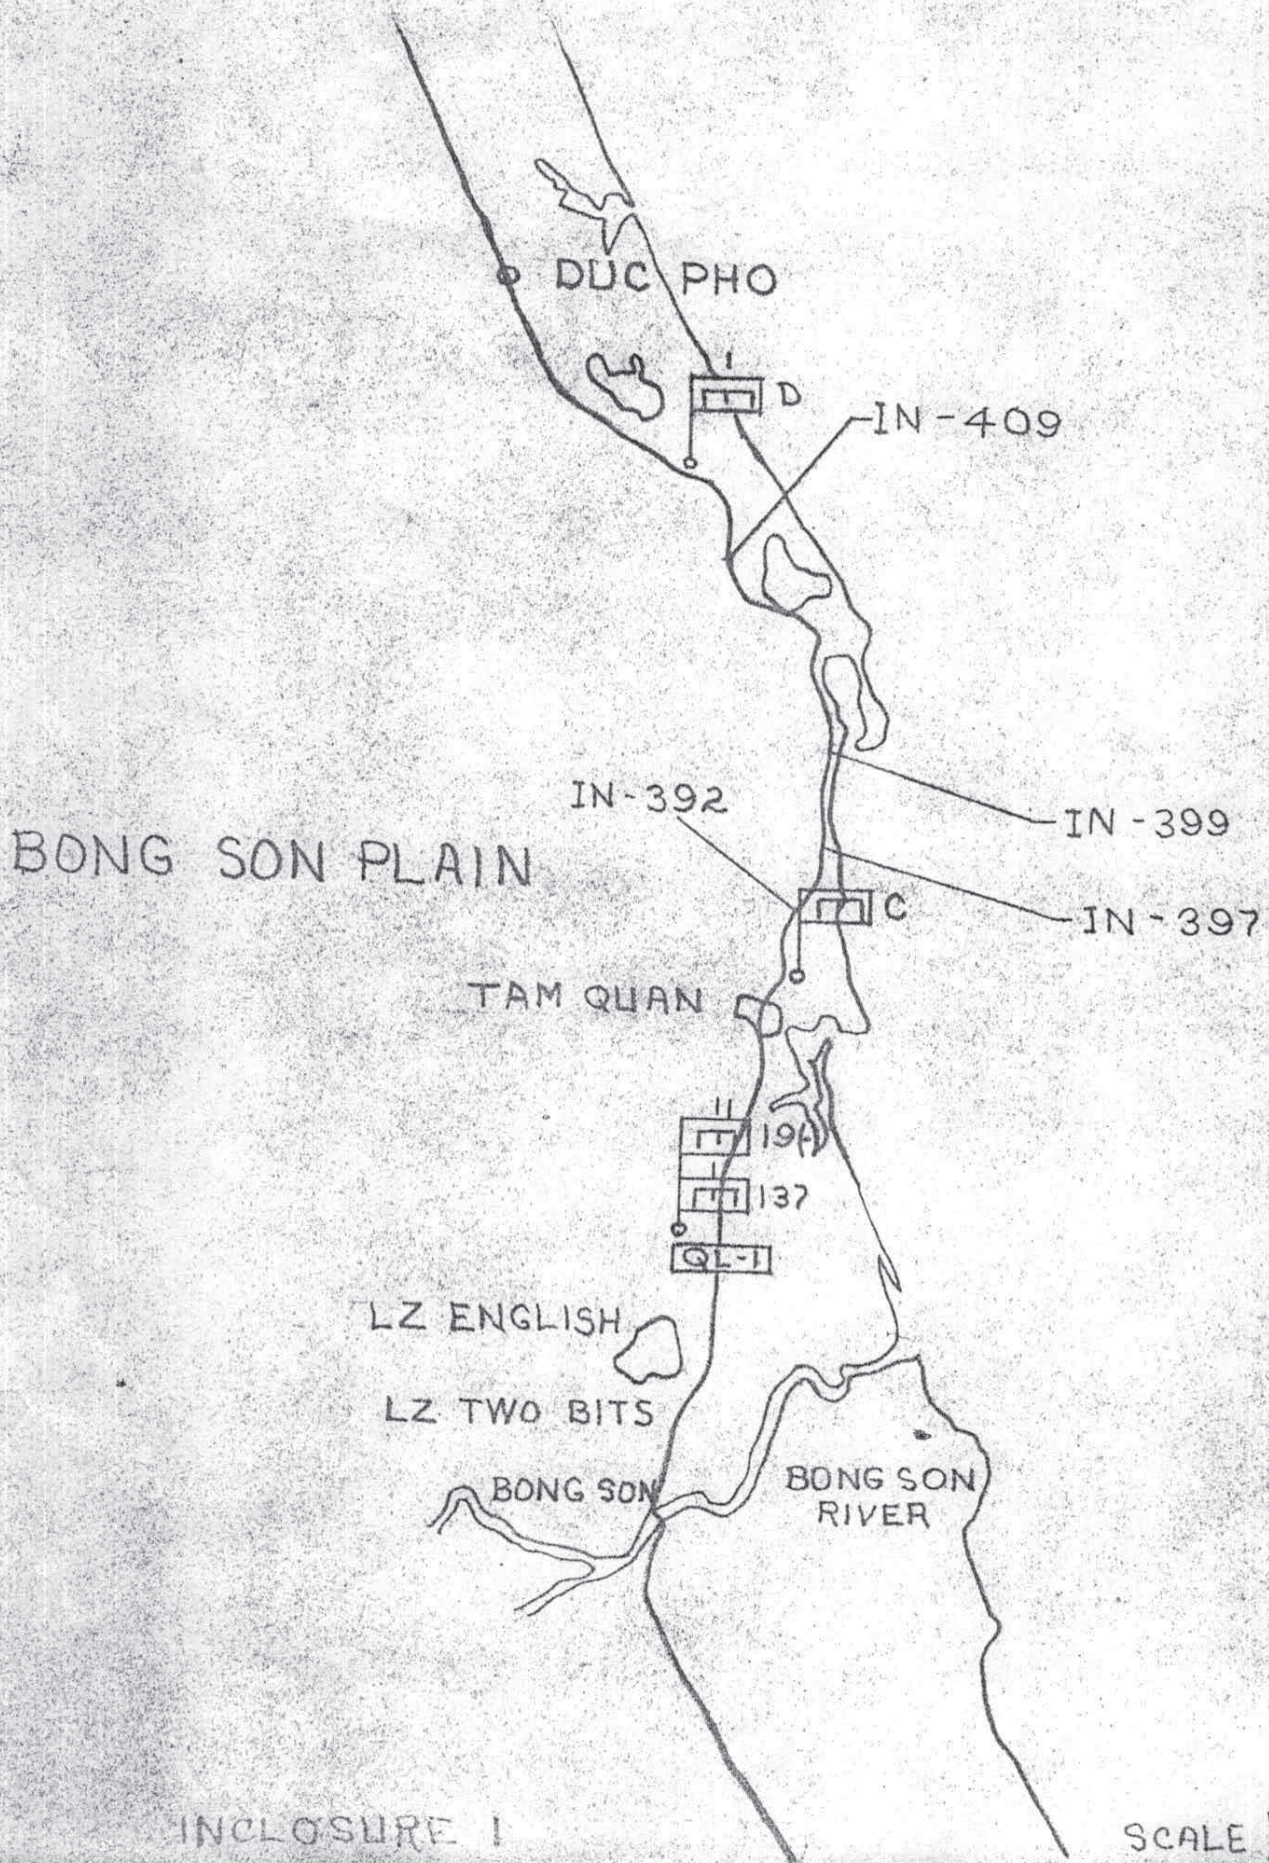 DUC PHO
D
IN-409
IN-392
IN-399
BONG SON PLAIN
C
IN-397
TAM QUAN
137
QL-1
LZ ENGLISH
LZ TWO BITS
BONG SON
BONG SON
RIVER
INCLOSURE 1
SCALE